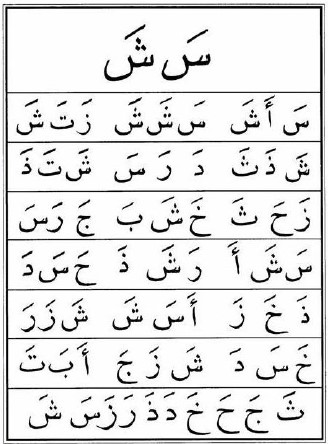 سَ شَ
سَ أَ شَ سَ شَ شَ زَ تَ شَ
شَ ذَ ثَ دَ رَ سَ شَ تَ ذَ
زَ حَ ثَ خَ شَ بَ جَ رَ سَ
سَ شَ أَ رَ شَ ذَ حَ سَ دَ
ذَ خَ زَ أَ سَ شَ شَ زَ رَ
خَ سَ دَ شَ زَ جَ أَ بَ تَ
ثَ جَ حَ خَ دَ ذَ رَ زَ سَ شَ